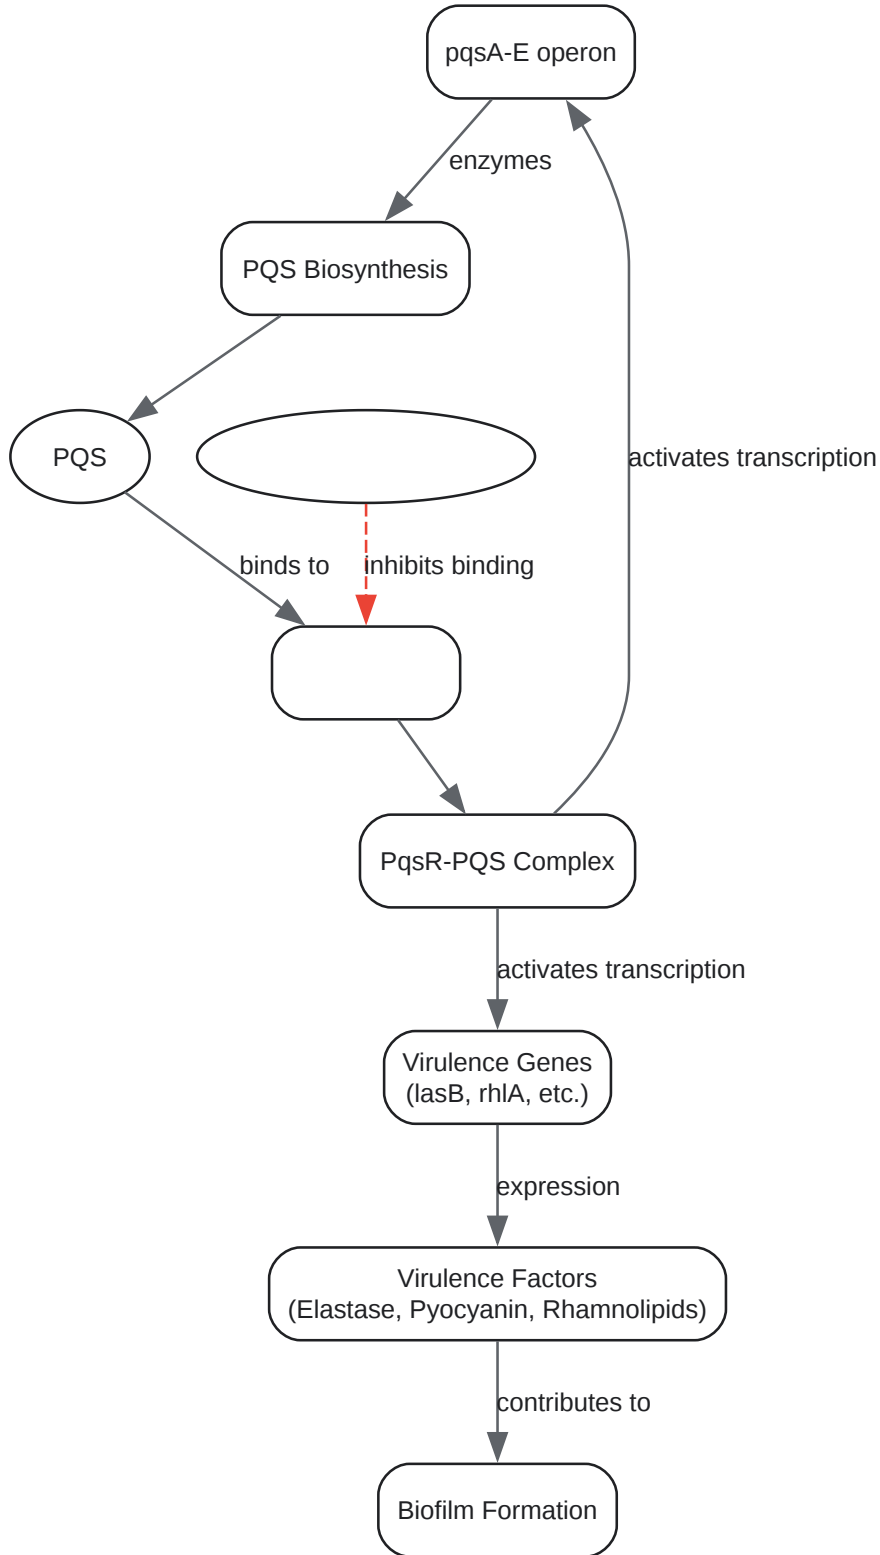 pqsA-E operon
enzymes
PQS Biosynthesis
PQS
activates transcription
binds to
inhibits binding
PqsR-PQS Complex
activates transcription
Virulence Genes
(lasB, rhlA, etc.)
expression
Virulence Factors
(Elastase, Pyocyanin, Rhamnolipids)
contributes to
Biofilm Formation